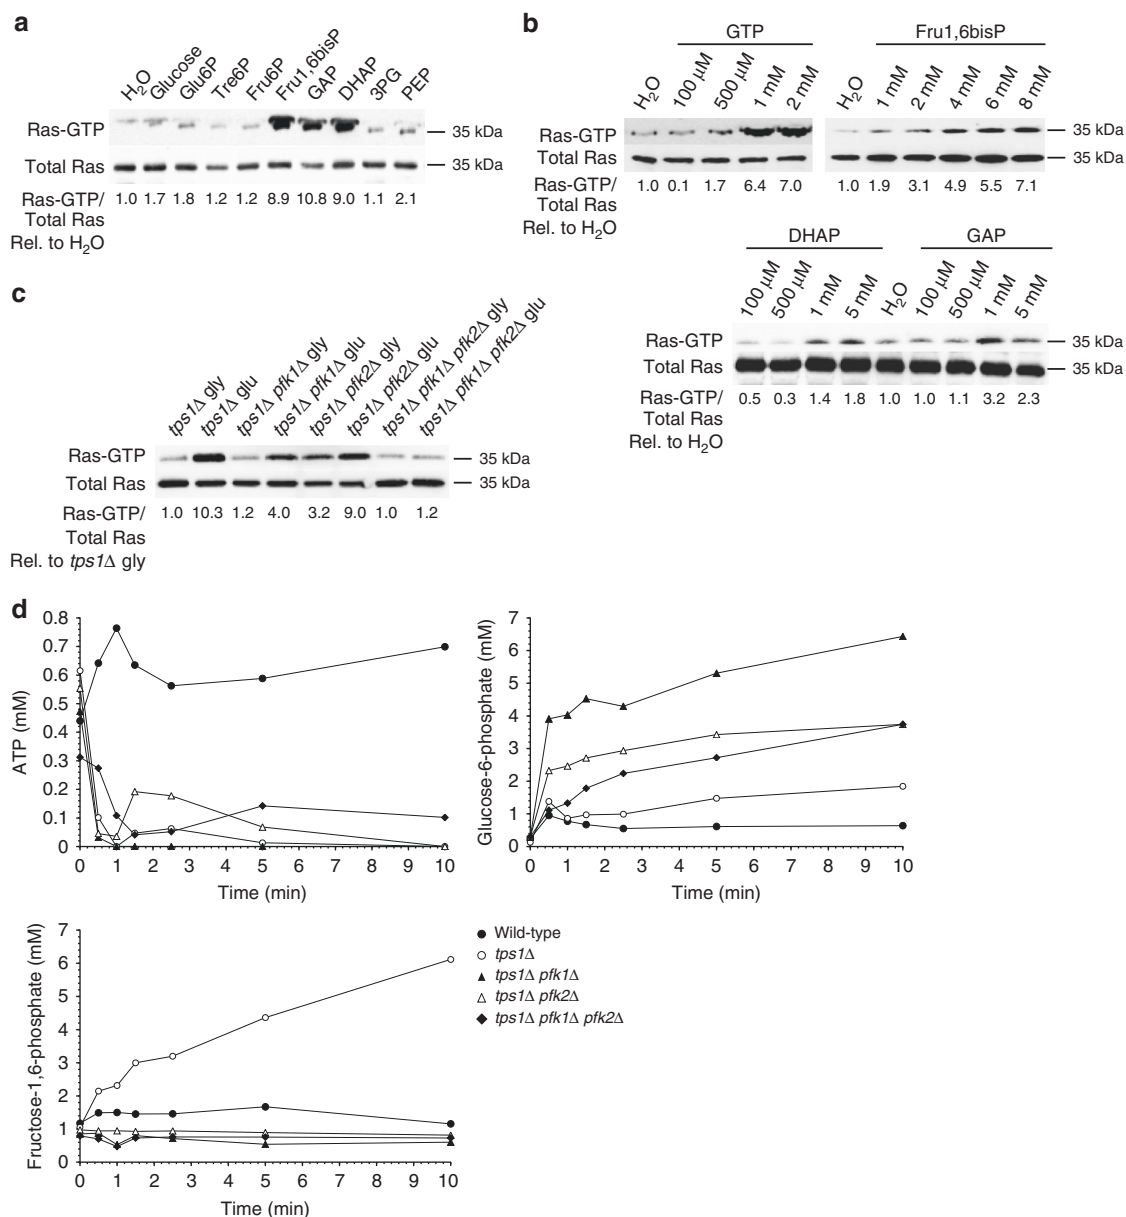 a
H2O Glucose Glu6P Tre6P Fru6P Fru1,6bisP GAP DHAP 3PG PEP
Ras-GTP 35 kDa
Total Ras 35 kDa
Ras-GTP/ 1.0 1.7 1.8 1.2 1.2 8.9 10.8 9.0 1.1 2.1
Total Ras
Rel. to H2O
b
GTP Fru1,6bisP
H2O 100 µM 500 µM 1 mM 2 mM H2O 1 mM 2 mM 4 mM 6 mM 8 mM
Ras-GTP 35 kDa
Total Ras 35 kDa
Ras-GTP/ 1.0 0.1 1.7 6.4 7.0 1.0 1.9 3.1 4.9 5.5 7.1
Total Ras
Rel. to H2O
DHAP GAP
100 µM 500 µM 1 mM 5 mM H2O 100 µM 500 µM 1 mM 5 mM
Ras-GTP 35 kDa
Total Ras 35 kDa
Ras-GTP/ 0.5 0.3 1.4 1.8 1.0 1.0 1.1 3.2 2.3
Total Ras
Rel. to H2O
c
tps1Δ gly tps1Δ glu tps1Δ pfk1Δ gly tps1Δ pfk1Δ glu tps1Δ pfk2Δ gly tps1Δ pfk2Δ glu tps1Δ pfk1Δ pfk2Δ gly tps1Δ pfk1Δ pfk2Δ glu
Ras-GTP 35 kDa
Total Ras 35 kDa
Ras-GTP/ 1.0 10.3 1.2 4.0 3.2 9.0 1.0 1.2
Total Ras
Rel. to tps1Δ gly
d
ATP (mM)
0.8
0.7
0.6
0.5
0.4
0.3
0.2
0.1
0
0 1 2 3 4 5 6 7 8 9 10
Time (min)
Glucose-6-phosphate (mM)
7
6
5
4
3
2
1
0
0 1 2 3 4 5 6 7 8 9 10
Time (min)
Fructose-1,6-phosphate (mM)
7
6
5
4
3
2
1
0
0 1 2 3 4 5 6 7 8 9 10
Time (min)
Wild-type
tps1Δ
tps1Δ pfk1Δ
tps1Δ pfk2Δ
tps1Δ pfk1Δ pfk2Δ